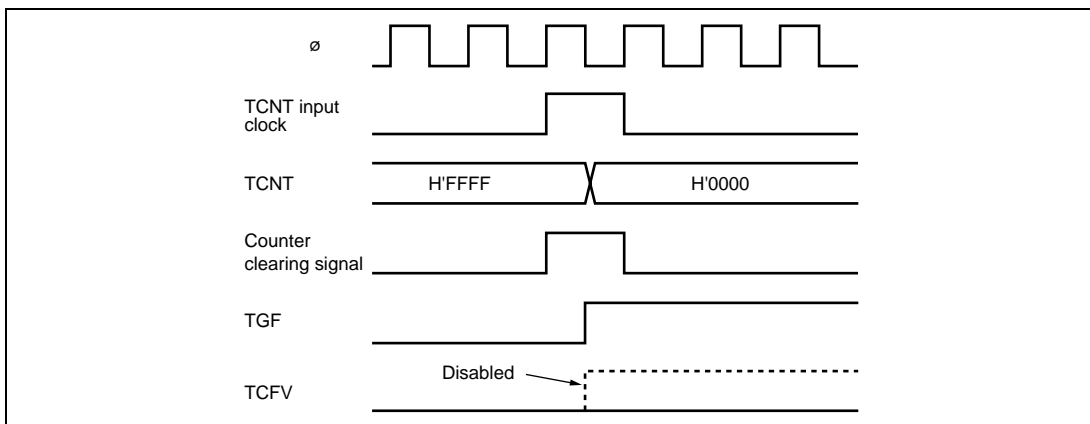 ø
TCNT input
clock
TCNT
H'FFFF
H'0000
Counter
clearing signal
TGF
Disabled
TCFV